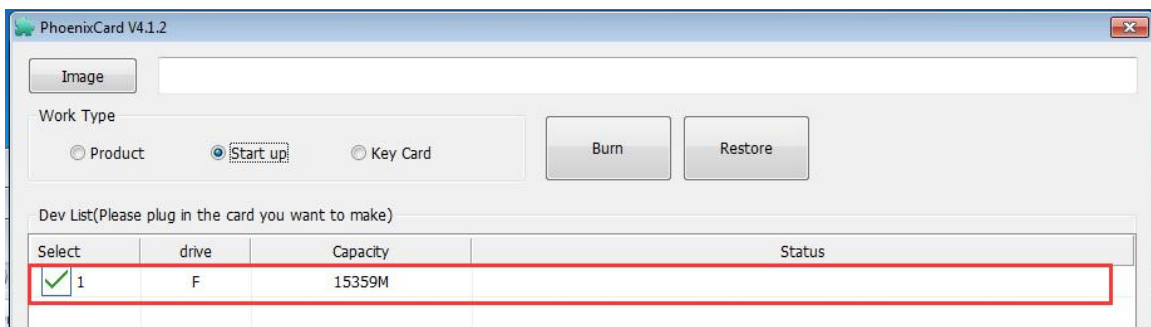 PhoenixCard V4.1.2
Image
Work Type
Product Start up Key Card
Burn Restore
Dev List(Please plug in the card you want to make)
Select drive Capacity Status
1 F 15359M